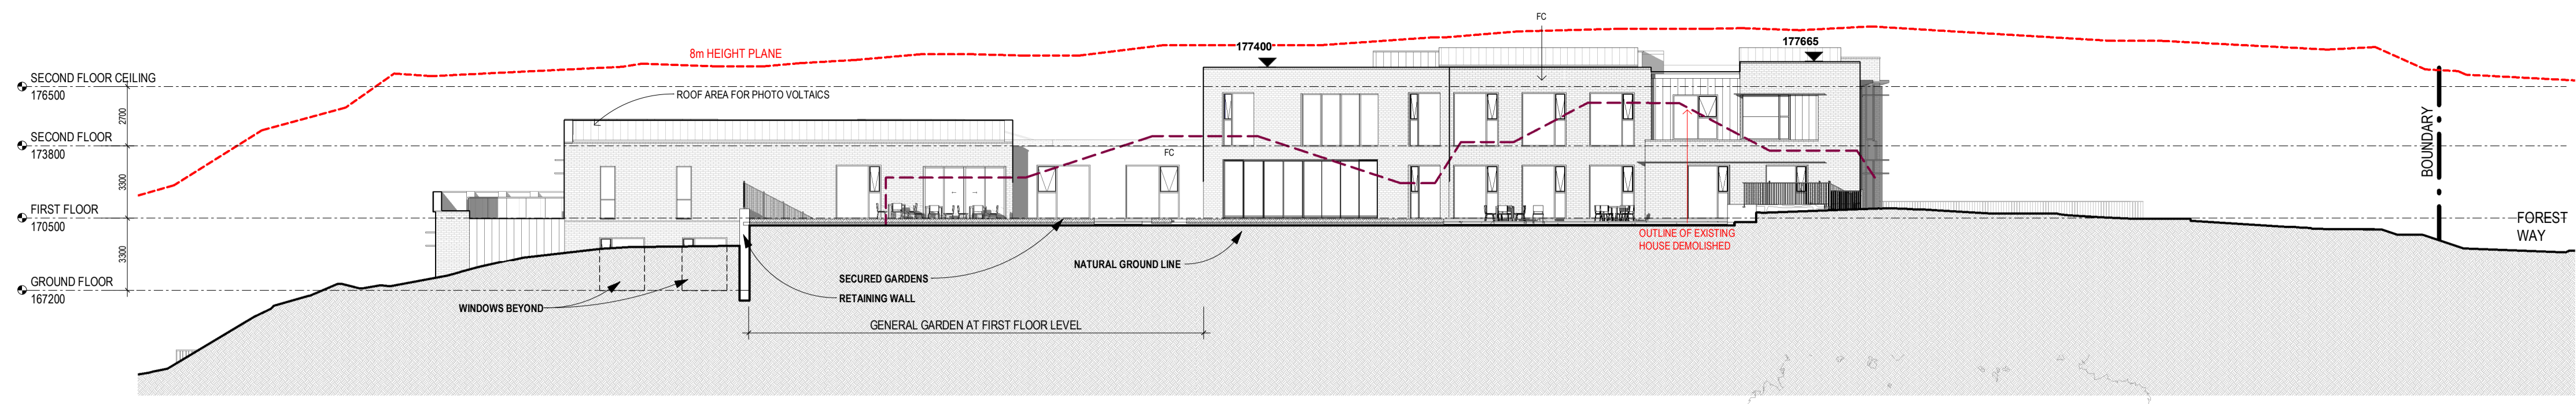 FC
8m HEIGHT PLANE
177400
177665
SECOND FLOOR CEILING
176500
ROOF AREA FOR PHOTO VOLTAICS
2700
SECOND FLOOR
173800
FC
BOUNDARY
3300
FIRST FLOOR
170500
FOREST
WAY
OUTLINE OF EXISTING
HOUSE DEMOLISHED
3300
NATURAL GROUND LINE
SECURED GARDENS
GROUND FLOOR
167200
RETAINING WALL
WINDOWS BEYOND
GENERAL GARDEN AT FIRST FLOOR LEVEL